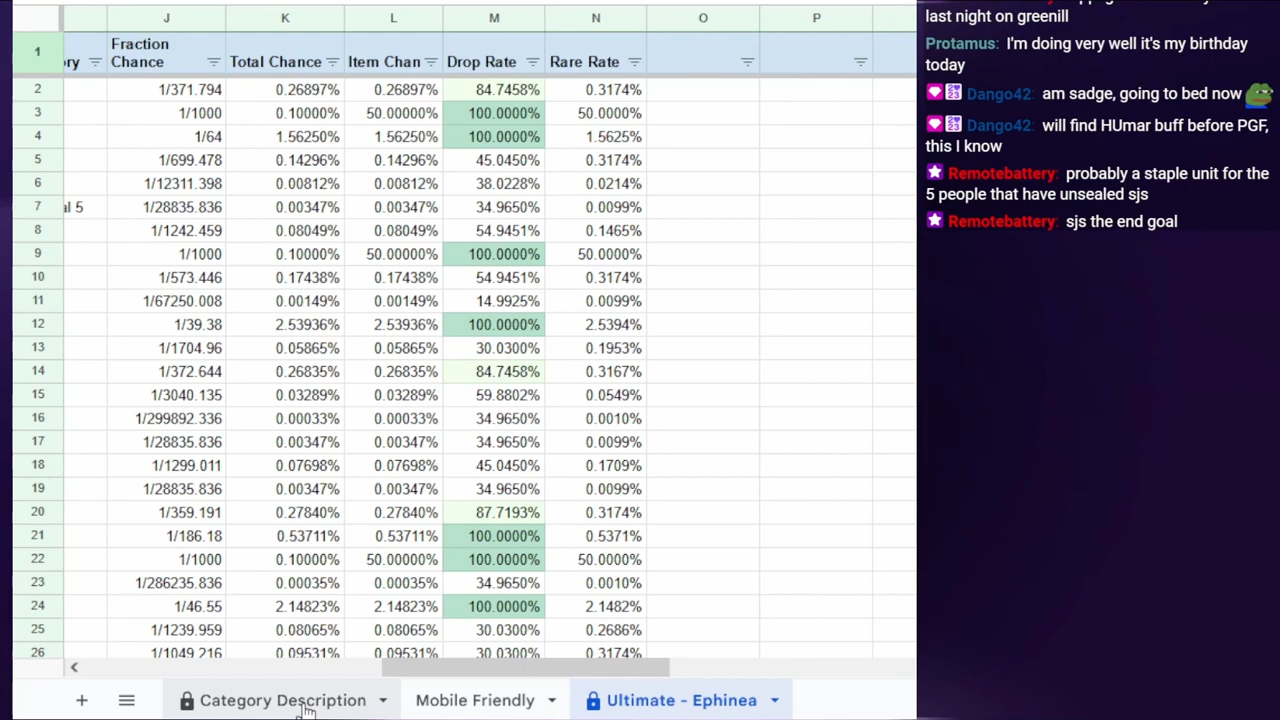 J K L M N O P
1 ry Fraction Chance Total Chance Item Chan Drop Rate Rare Rate
2 1/371.794 0.26897% 0.26897% 84.7458% 0.3174%
3 1/1000 0.10000% 50.00000% 100.0000% 50.0000%
4 1/64 1.56250% 1.56250% 100.0000% 1.5625%
5 1/699.478 0.14296% 0.14296% 45.0450% 0.3174%
6 1/12311.398 0.00812% 0.00812% 38.0228% 0.0214%
7 al 5 1/28835.836 0.00347% 0.00347% 34.9650% 0.0099%
8 1/1242.459 0.08049% 0.08049% 54.9451% 0.1465%
9 1/1000 0.10000% 50.00000% 100.0000% 50.0000%
10 1/573.446 0.17438% 0.17438% 54.9451% 0.3174%
11 1/67250.008 0.00149% 0.00149% 14.9925% 0.0099%
12 1/39.38 2.53936% 2.53936% 100.0000% 2.5394%
13 1/1704.96 0.05865% 0.05865% 30.0300% 0.1953%
14 1/372.644 0.26835% 0.26835% 84.7458% 0.3167%
15 1/3040.135 0.03289% 0.03289% 59.8802% 0.0549%
16 1/299892.336 0.00033% 0.00033% 34.9650% 0.0010%
17 1/28835.836 0.00347% 0.00347% 34.9650% 0.0099%
18 1/1299.011 0.07698% 0.07698% 45.0450% 0.1709%
19 1/28835.836 0.00347% 0.00347% 34.9650% 0.0099%
20 1/359.191 0.27840% 0.27840% 87.7193% 0.3174%
21 1/186.18 0.53711% 0.53711% 100.0000% 0.5371%
22 1/1000 0.10000% 50.00000% 100.0000% 50.0000%
23 1/286235.836 0.00035% 0.00035% 34.9650% 0.0010%
24 1/46.55 2.14823% 2.14823% 100.0000% 2.1482%
25 1/1239.959 0.08065% 0.08065% 30.0300% 0.2686%
26 1/1049.216 0.09531% 0.09531% 30.0300% 0.3174%
Category Description Mobile Friendly Ultimate - Ephinea
last night on greenill
Protamus: I'm doing very well it's my birthday
today
Dango42: am sadge, going to bed now
Dango42: will find HUmar buff before PGF,
this I know
Remotebattery: probably a staple unit for the
5 people that have unsealed sjs
Remotebattery: sjs the end goal